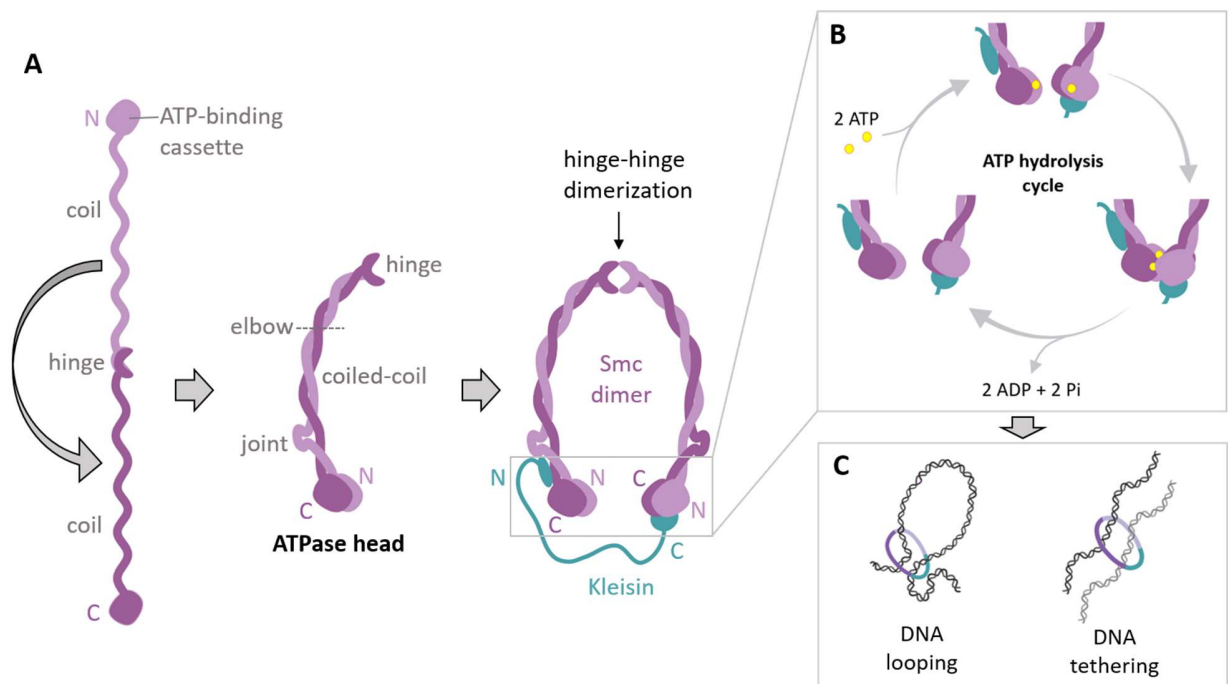 A
N
ATP-binding
cassette
coil
hinge
coil
C
hinge
elbow
coiled-coil
joint
N
C
ATPase head
hinge-hinge
dimerization
Smc
dimer
N
C
N
C
N
C
Kleisin
B
2 ATP
ATP hydrolysis
cycle
2 ADP + 2 Pi
C
DNA
looping
DNA
tethering